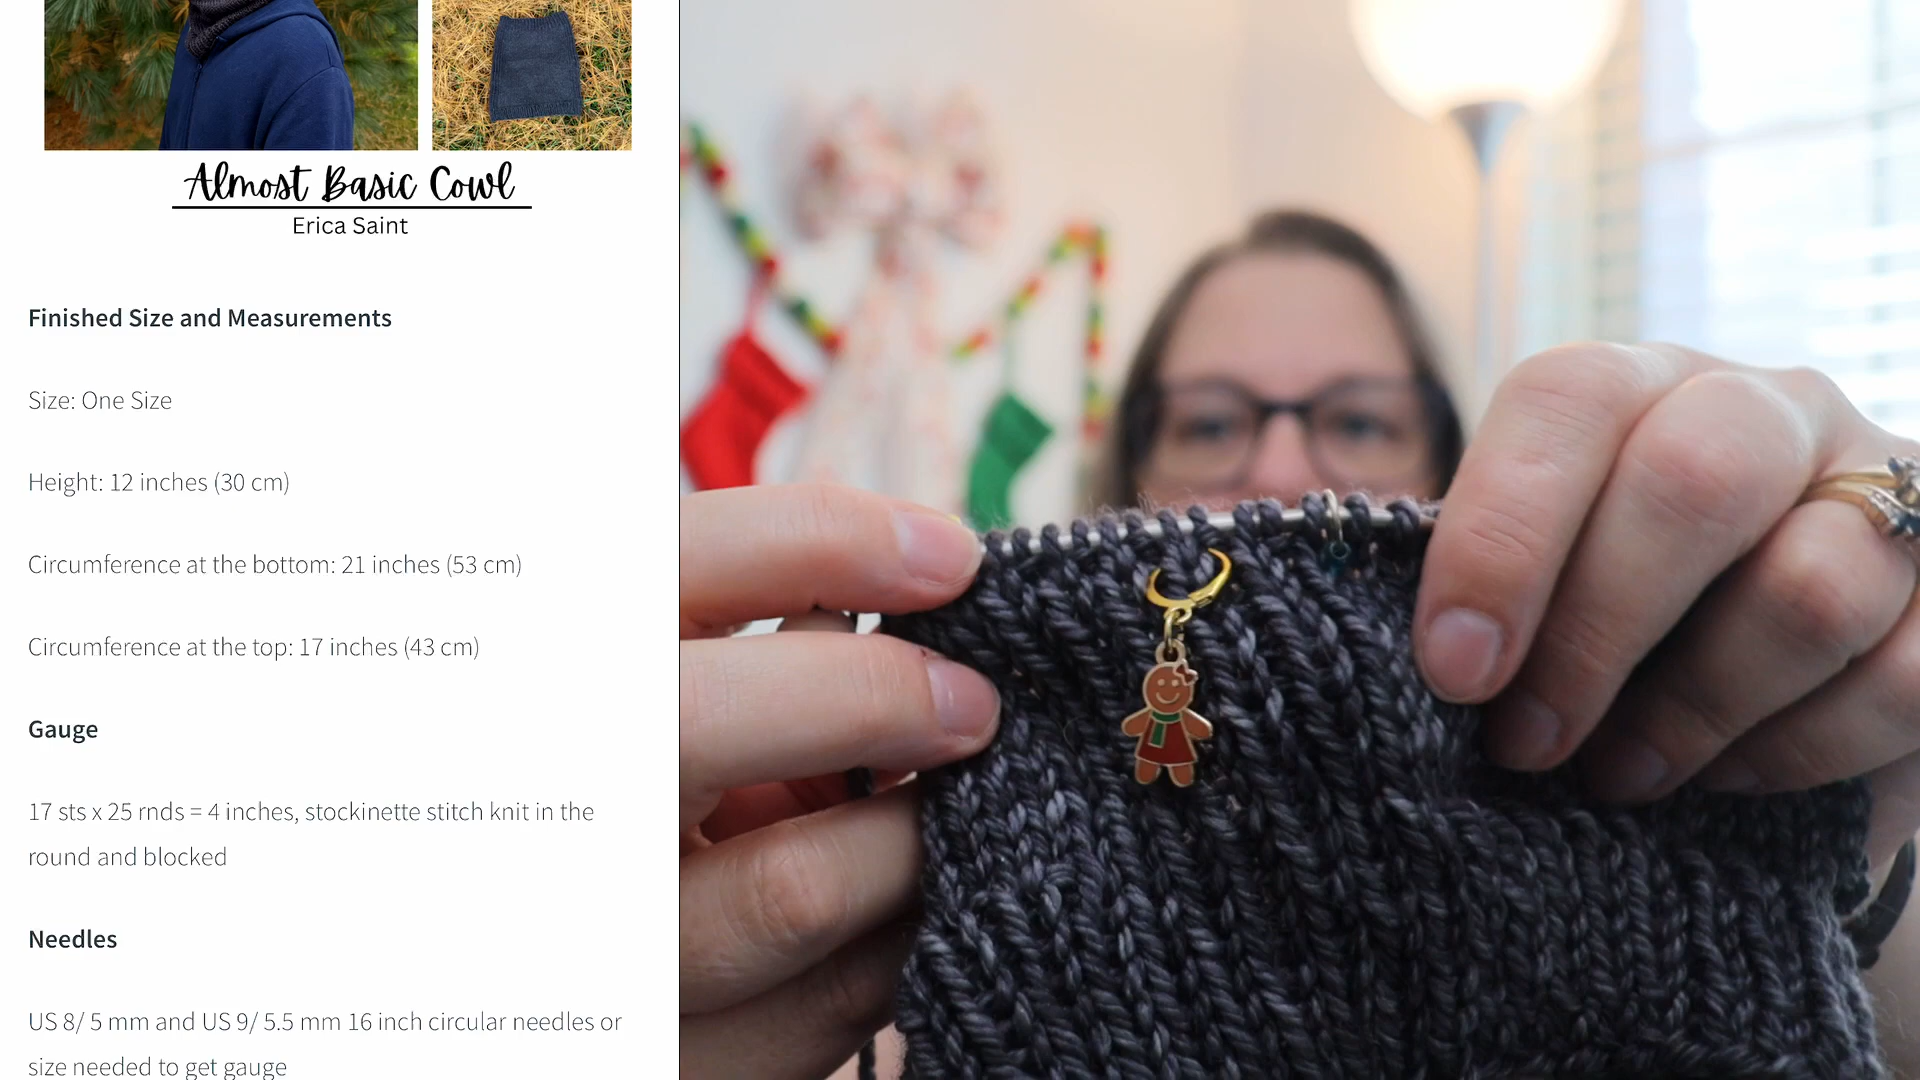 Almost Basic Cowl
Erica Saint
Finished Size and Measurements
Size: One Size
Height: 12 inches (30 cm)
Circumference at the bottom: 21 inches (53 cm)
Circumference at the top: 17 inches (43 cm)
Gauge
17 sts x 25 rnds = 4 inches, stockinette stitch knit in the
round and blocked
Needles
US 8/ 5 mm and US 9/ 5.5 mm 16 inch circular needles or
size needed to get gauge